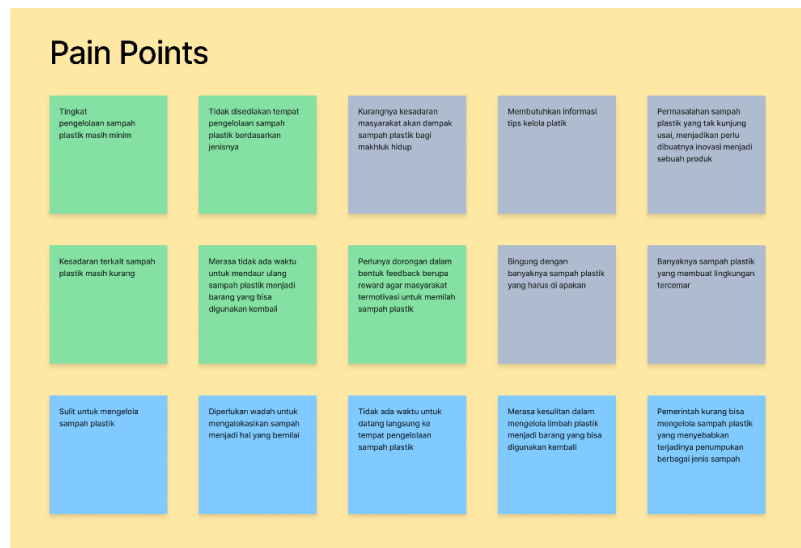 Pain Points
Tingkat
pengelolaan sampah
plastik masih minim
Tidak disediakan tempat
pengelolaan sampah
plastik berdasarkan
jenisnya
Kurangnya kesadaran
masyarakat akan dampak
sampah plastik bagi
makhluk hidup
Membutuhkan informasi
tips kelola platik
Permasalahan sampah
plastik yang tak kunjung
usai, menjadikan perlu
dibuatnya inovasi menjadi
sebuah produk
Kesadaran terkait sampah
plastik masih kurang
Merasa tidak ada waktu
untuk mendaur ulang
sampah plastik menjadi
barang yang bisa
digunakan kembali
Perlunya dorongan dalam
bentuk feedback berupa
reward agar masyarakat
termotivasi untuk memilah
sampah plastik
Bingung dengan
banyaknya sampah plastik
yang harus di apakan
Banyaknya sampah plastik
yang membuat lingkungan
tercemar
Sulit untuk mengelola
sampah plastik
Diperlukan wadah untuk
mengalokasikan sampah
menjadi hal yang bernilai
Tidak ada waktu untuk
datang langsung ke
tempat pengelolaan
sampah plastik
Merasa kesulitan dalam
mengelola limbah plastik
menjadi barang yang bisa
digunakan kembali
Pemerintah kurang bisa
mengelola sampah plastik
yang menyebabkan
terjadinya penumpukan
berbagai jenis sampah